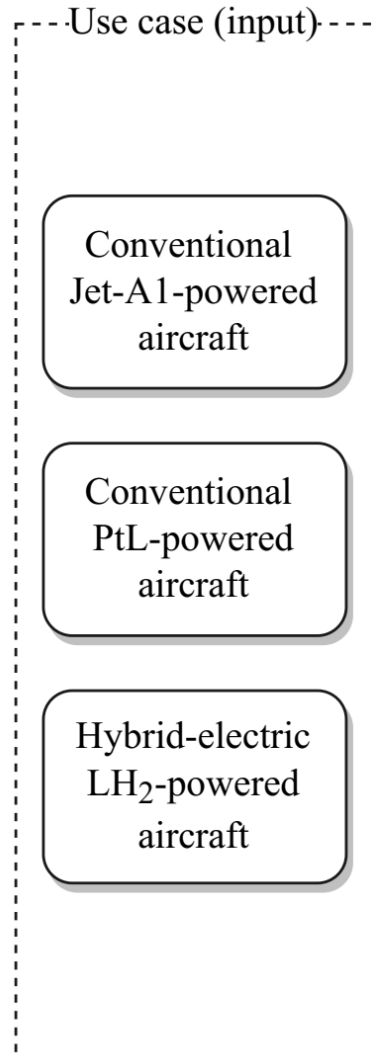 Use case (input)
Conventional
Jet-A1-powered
aircraft
Conventional
PtL-powered
aircraft
Hybrid-electric
LH₂-powered
aircraft